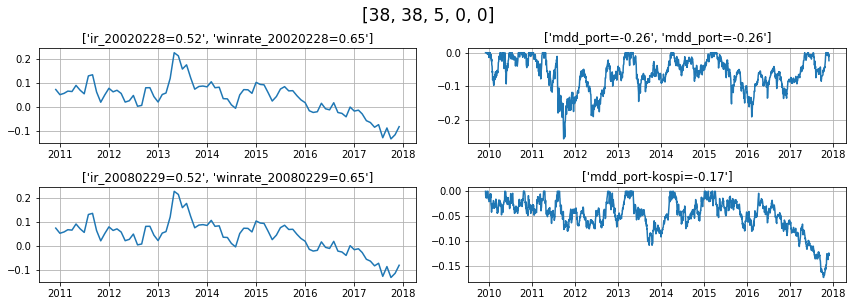 [38, 38, 5, 0, 0]
['ir_20020228=0.52', 'winrate_20020228=0.65']
0.2
0.1
0.0
−0.1
2011 2012 2013 2014 2015 2016 2017 2018
['mdd_port=-0.26', 'mdd_port=-0.26']
0.0
−0.1
−0.2
2010 2011 2012 2013 2014 2015 2016 2017 2018
['ir_20080229=0.52', 'winrate_20080229=0.65']
0.2
0.1
0.0
−0.1
2011 2012 2013 2014 2015 2016 2017 2018
['mdd_port-kospi=-0.17']
0.00
−0.05
−0.10
−0.15
2010 2011 2012 2013 2014 2015 2016 2017 2018